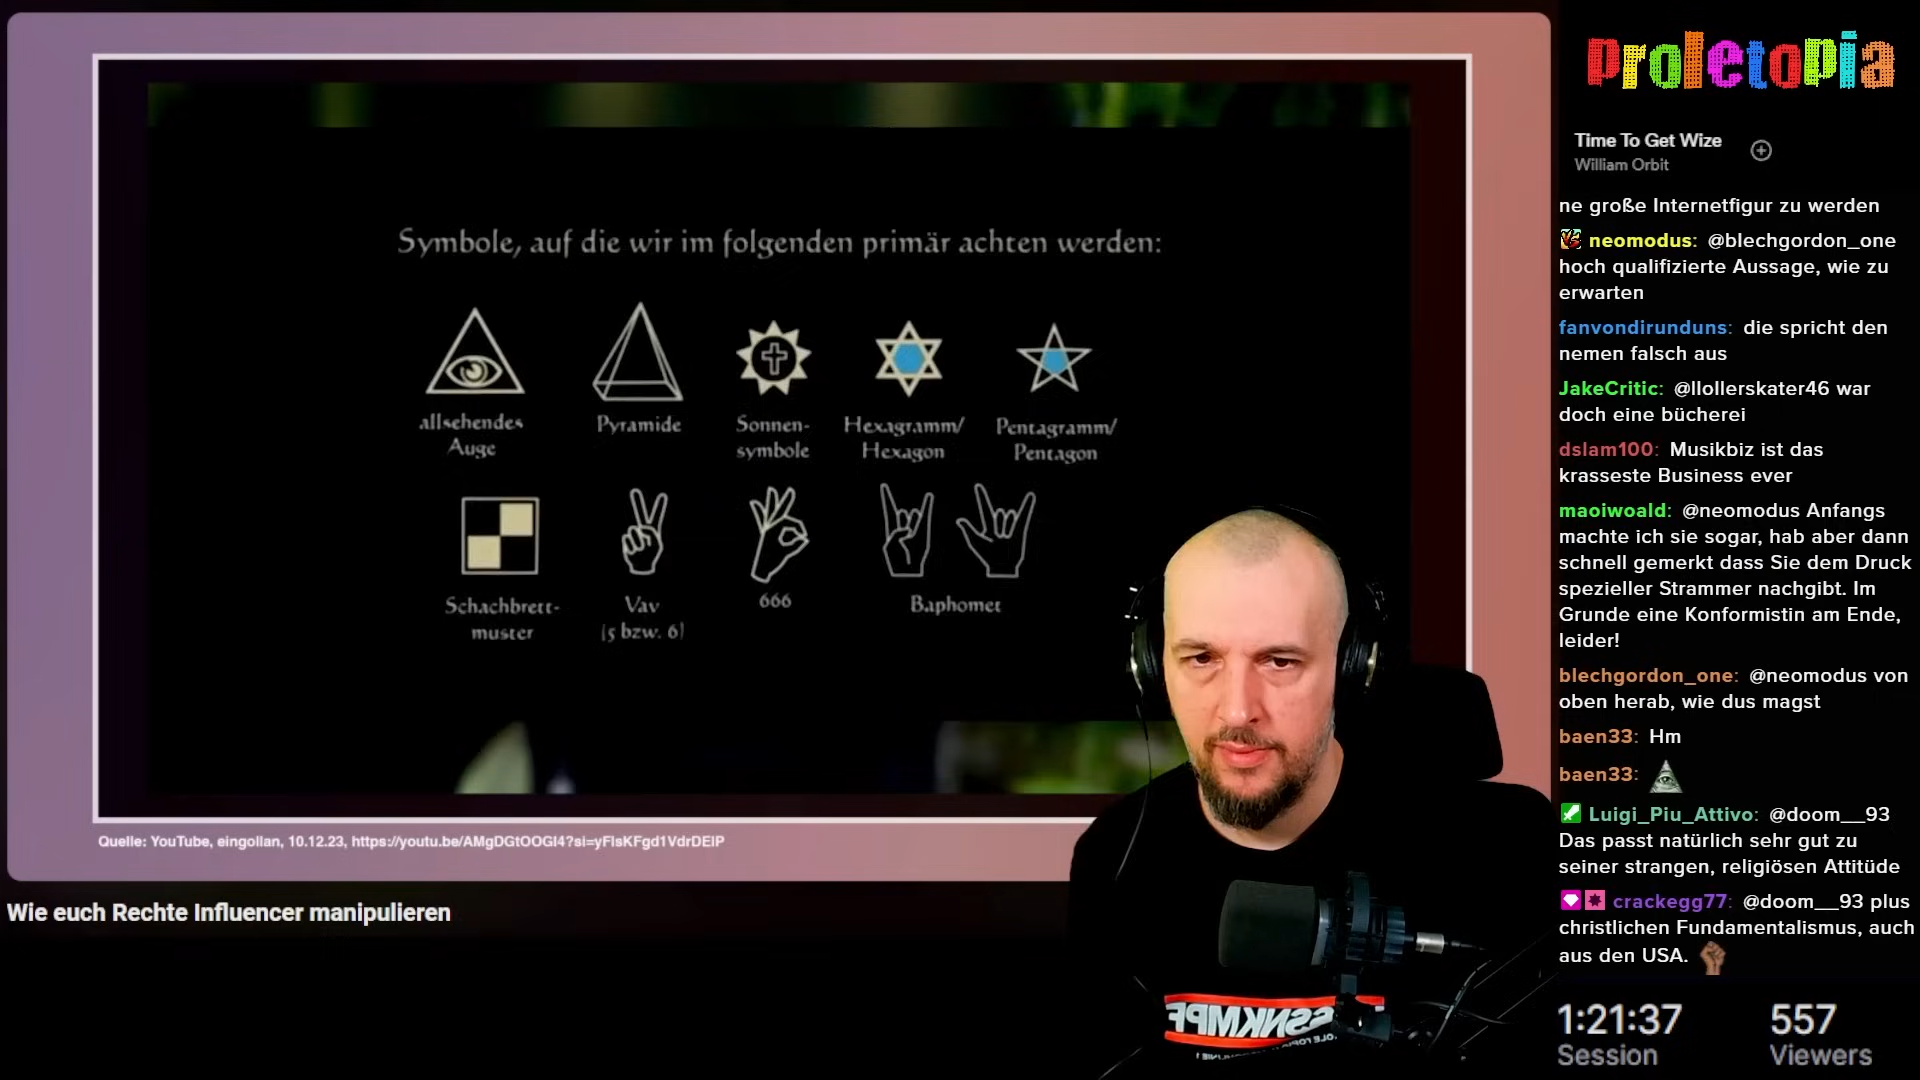 Symbole, auf die wir im folgenden primär achten werden:
allsehendes
Auge
Pyramide
Sonnen-
symbole
Hexagramm/
Hexagon
Pentagramm/
Pentagon
Schachbrett-
muster
Vav
(5 bzw. 6)
666
Baphomet
Quelle: YouTube, eingollan, 10.12.23, https://youtu.be/AMgDGtOOGl4?si=yFlsKFgd1VdrDElP
Wie euch Rechte Influencer manipulieren
SSNKMPF
Proletopia
Time To Get Wize
William Orbit
ne große Internetfigur zu werden
neomodus: @blechgordon_one
hoch qualifizierte Aussage, wie zu
erwarten
fanvondirunduns: die spricht den
nemen falsch aus
JakeCritic: @llollerskater46 war
doch eine bücherei
dslam100: Musikbiz ist das
krasseste Business ever
maoiwoald: @neomodus Anfangs
machte ich sie sogar, hab aber dann
schnell gemerkt dass Sie dem Druck
spezieller Strammer nachgibt. Im
Grunde eine Konformistin am Ende,
leider!
blechgordon_one: @neomodus von
oben herab, wie dus magst
baen33: Hm
baen33:
Luigi_Piu_Attivo: @doom__93
Das passt natürlich sehr gut zu
seiner strangen, religiösen Attitüde
crackegg77: @doom__93 plus
christlichen Fundamentalismus, auch
aus den USA.
1:21:37
Session
557
Viewers